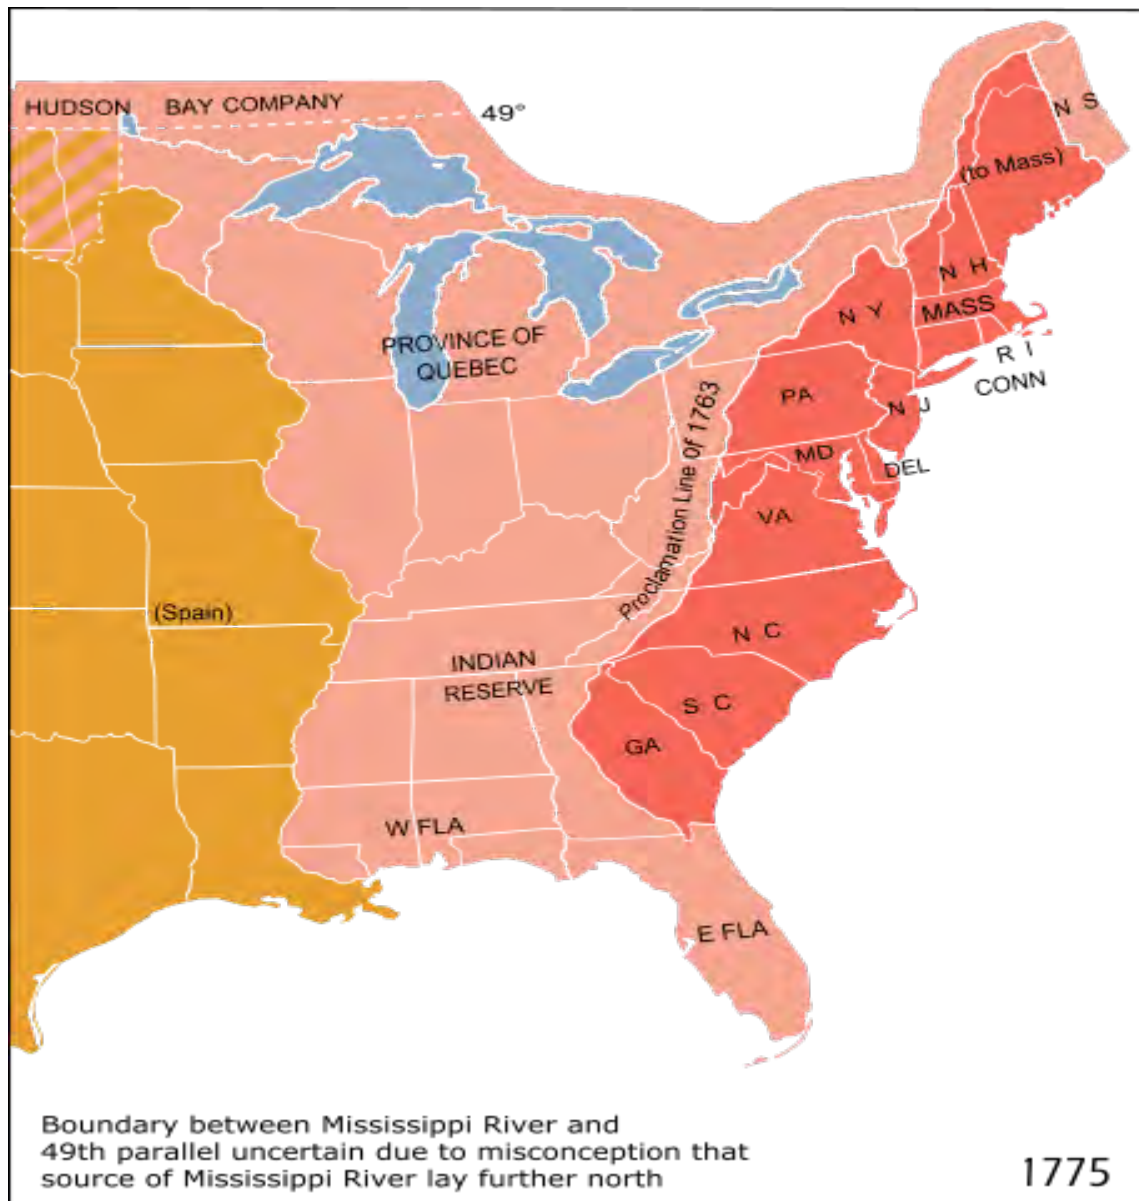 HUDSON BAY COMPANY
49°
N S
(to Mass)
N H
N Y
MASS
R I
CONN
PROVINCE OF
QUEBEC
PA
N J
Proclamation Line 0f 1763
MD
DEL
VA
(Spain)
N C
INDIAN
RESERVE
S C
GA
W FLA
E FLA
Boundary between Mississippi River and
49th parallel uncertain due to misconception that
source of Mississippi River lay further north
1775